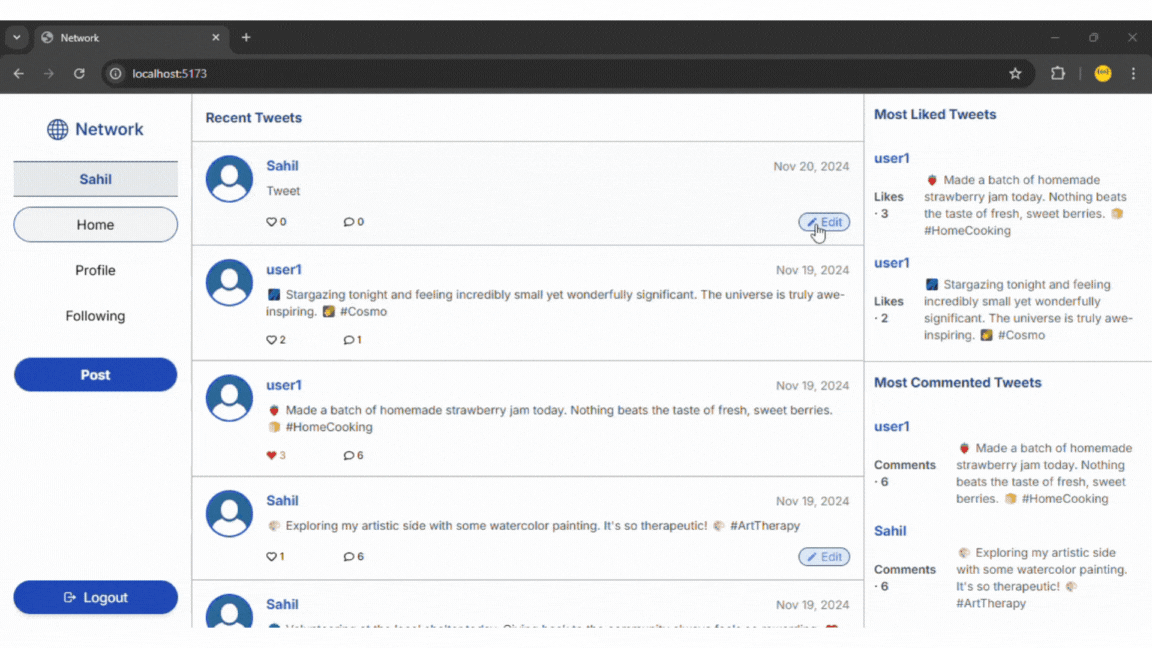 Network
localhost:5173
Network
Sahil
Home
Profile
Following
Post
Logout
Recent Tweets
Sahil
Nov 20, 2024
Tweet
0
0
Edit
user1
Nov 19, 2024
Stargazing tonight and feeling incredibly small yet wonderfully significant. The universe is truly awe-
inspiring. #Cosmo
2
1
user1
Nov 19, 2024
Made a batch of homemade strawberry jam today. Nothing beats the taste of fresh, sweet berries.
#HomeCooking
3
6
Sahil
Nov 19, 2024
Exploring my artistic side with some watercolor painting. It's so therapeutic! #ArtTherapy
1
6
Edit
Sahil
Nov 19, 2024
Most Liked Tweets
user1
Likes
· 3
Made a batch of homemade
strawberry jam today. Nothing beats
the taste of fresh, sweet berries.
#HomeCooking
user1
Likes
· 2
Stargazing tonight and feeling
incredibly small yet wonderfully
significant. The universe is truly awe-
inspiring. #Cosmo
Most Commented Tweets
user1
Comments
· 6
Made a batch of homemade
strawberry jam today. Nothing
beats the taste of fresh, sweet
berries. #HomeCooking
Sahil
Comments
· 6
Exploring my artistic side
with some watercolor painting.
It's so therapeutic!
#ArtTherapy